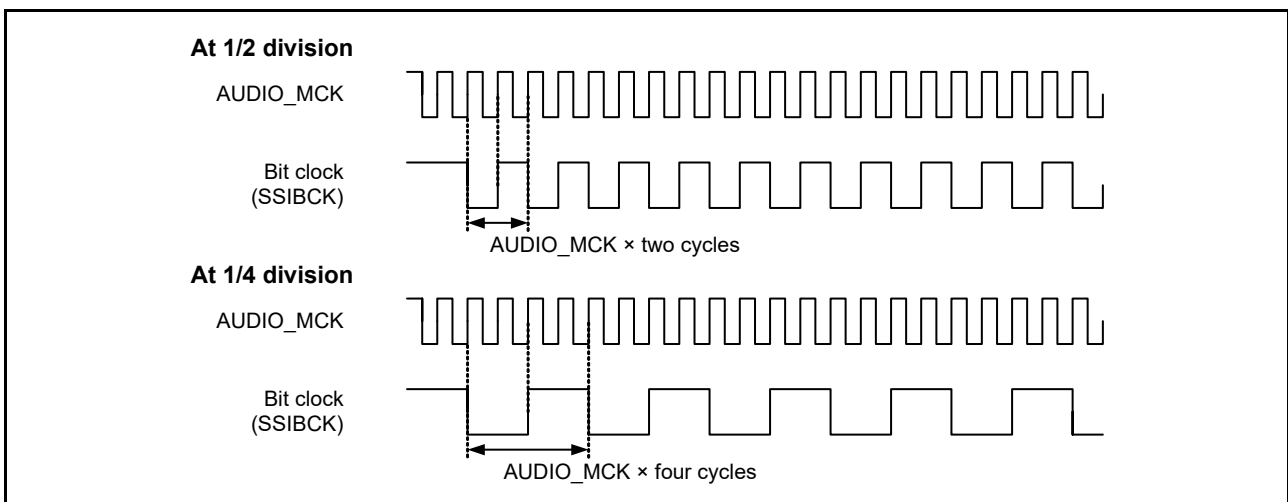 At 1/2 division
AUDIO_MCK
Bit clock
(SSIBCK)
AUDIO_MCK × two cycles
At 1/4 division
AUDIO_MCK
Bit clock
(SSIBCK)
AUDIO_MCK × four cycles